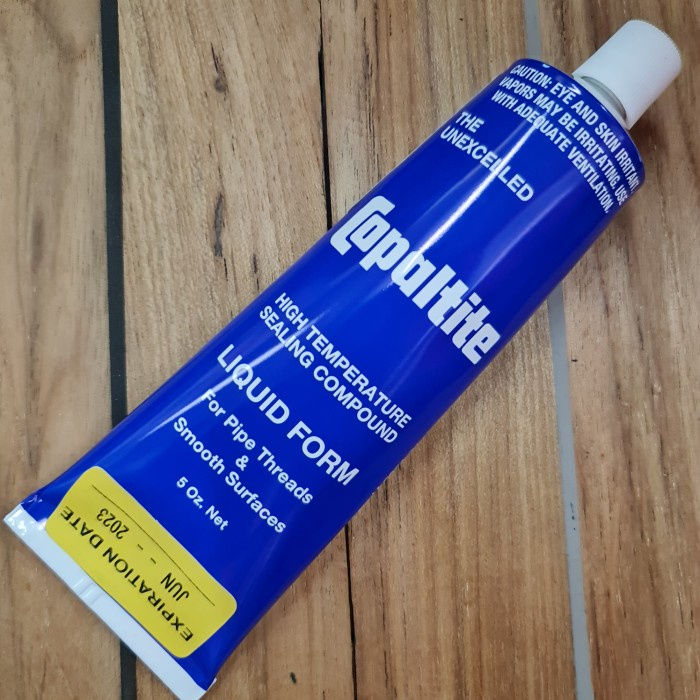 CAUTION: EYE AND SKIN IRRITANT.
VAPORS MAY BE IRRITATING. USE
WITH ADEQUATE VENTILATION.
THE
UNEXCELLED
Copaltite
HIGH TEMPERATURE
SEALING COMPOUND
LIQUID FORM
For Pipe Threads
&
Smooth Surfaces
5 Oz. Net
EXPIRATION DATE
JUN - 2023